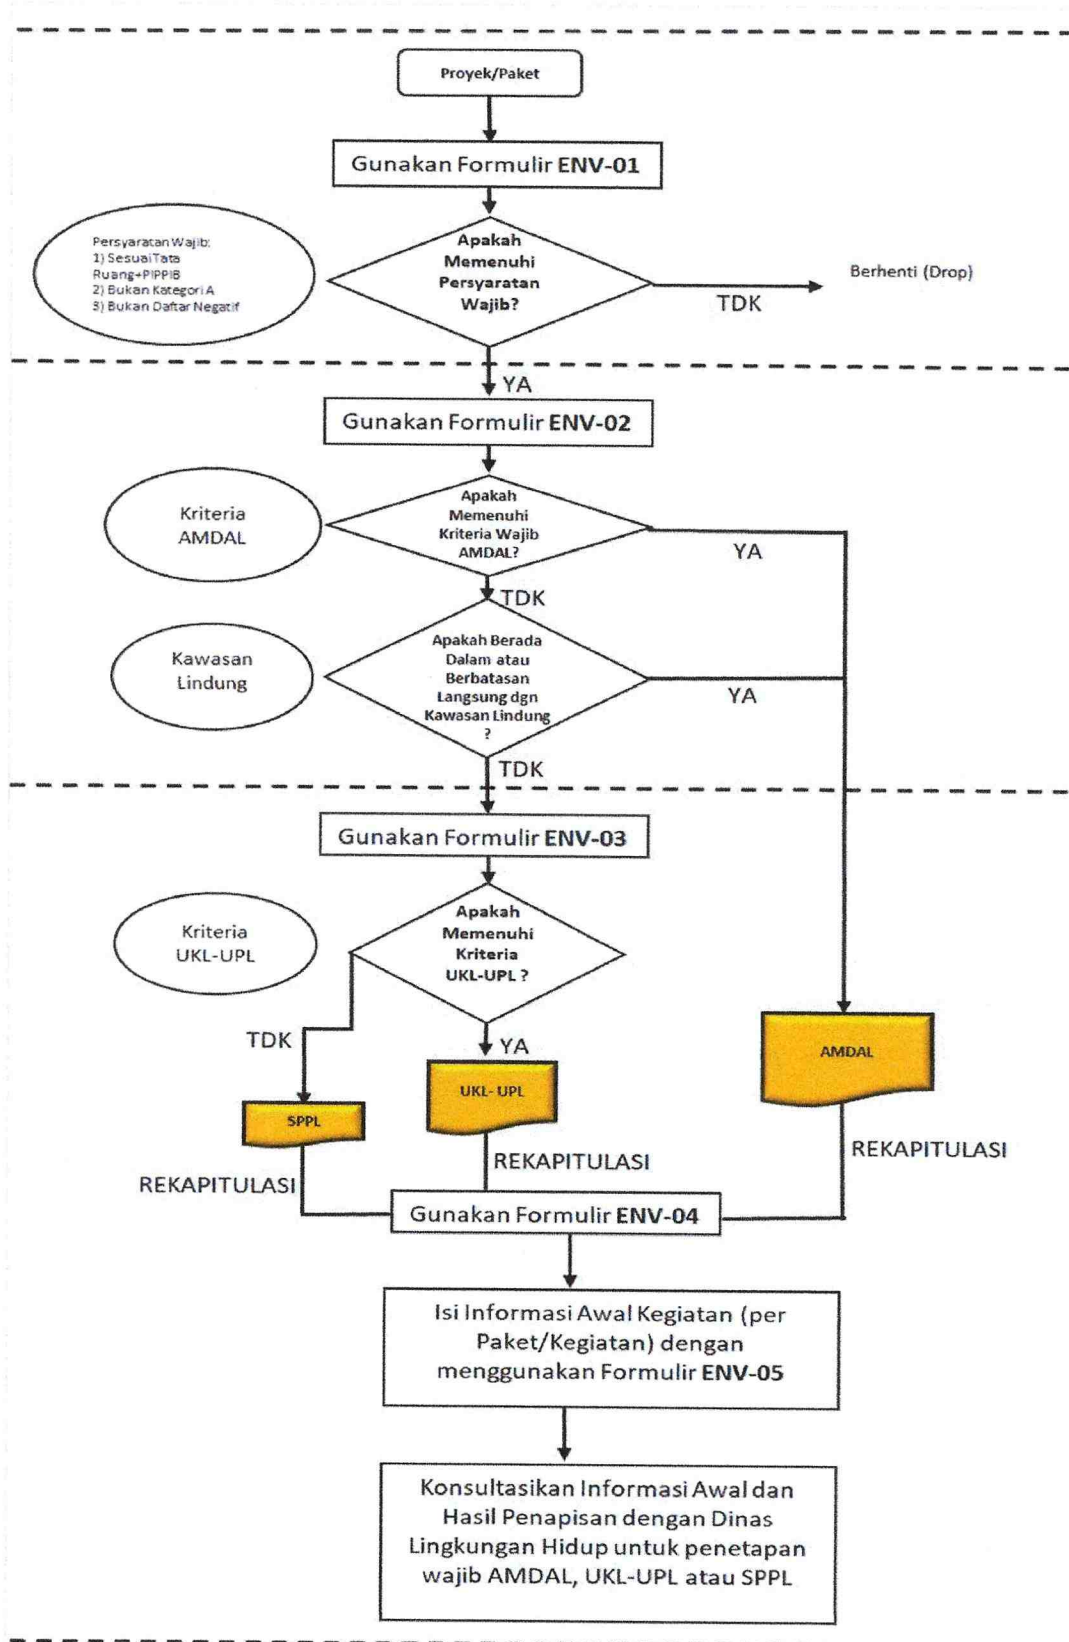 Proyek/Paket
Gunakan Formulir ENV-01
Persyaratan Wajib:
1) Sesuai Tata
Ruang+PIPPIB
2) Bukan Kategori A
3) Bukan Daftar Negatif
Apakah
Memenuhi
Persyaratan
Wajib?
TDK
Berhenti (Drop)
YA
Gunakan Formulir ENV-02
Kriteria
AMDAL
Apakah
Memenuhi
Kriteria Wajib
AMDAL?
YA
TDK
Kawasan
Lindung
Apakah Berada
Dalam atau
Berbatasan
Langsung dgn
Kawasan Lindung
?
YA
TDK
Gunakan Formulir ENV-03
Kriteria
UKL-UPL
Apakah
Memenuhi
Kriteria
UKL-UPL ?
TDK
YA
SPPL
UKL- UPL
AMDAL
REKAPITULASI
REKAPITULASI
REKAPITULASI
Gunakan Formulir ENV-04
Isi Informasi Awal Kegiatan (per
Paket/Kegiatan) dengan
menggunakan Formulir ENV-05
Konsultasikan Informasi Awal dan
Hasil Penapisan dengan Dinas
Lingkungan Hidup untuk penetapan
wajib AMDAL, UKL-UPL atau SPPL